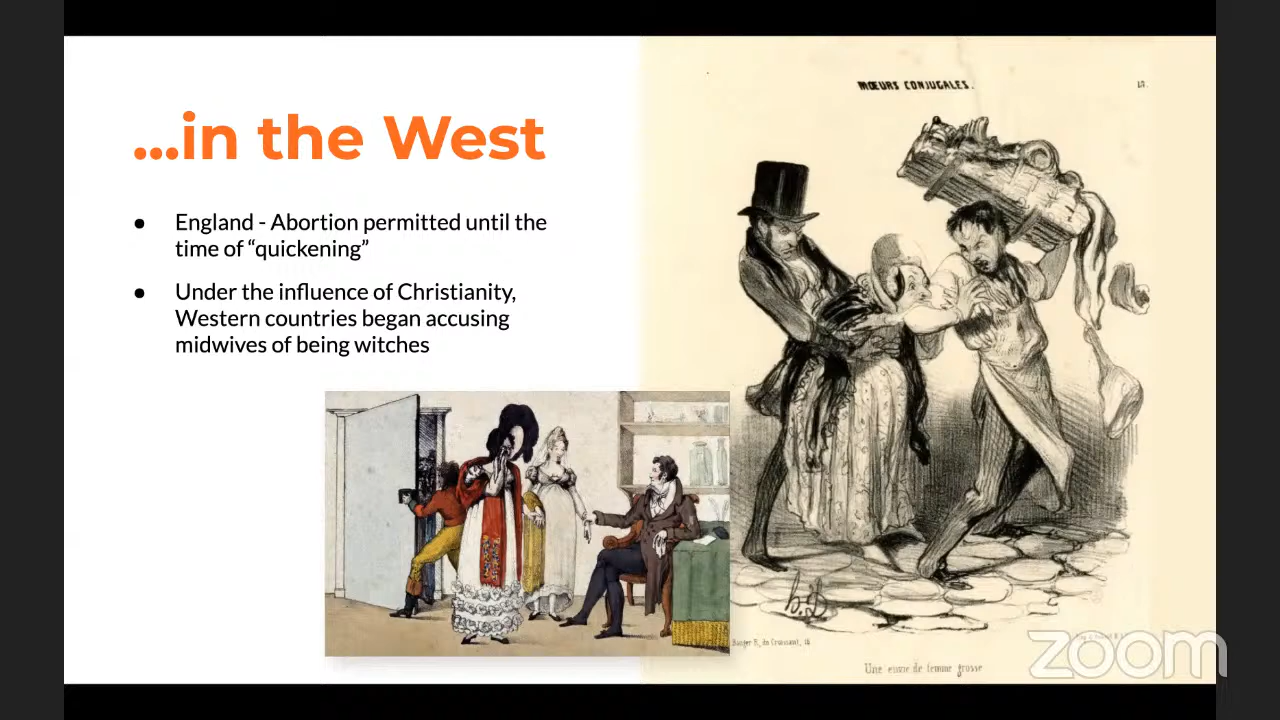 ...in the West
● England - Abortion permitted until the
time of “quickening”
● Under the influence of Christianity,
Western countries began accusing
midwives of being witches
MŒURS CONJUGALES.
h.D
Une envie de femme grosse
zoom